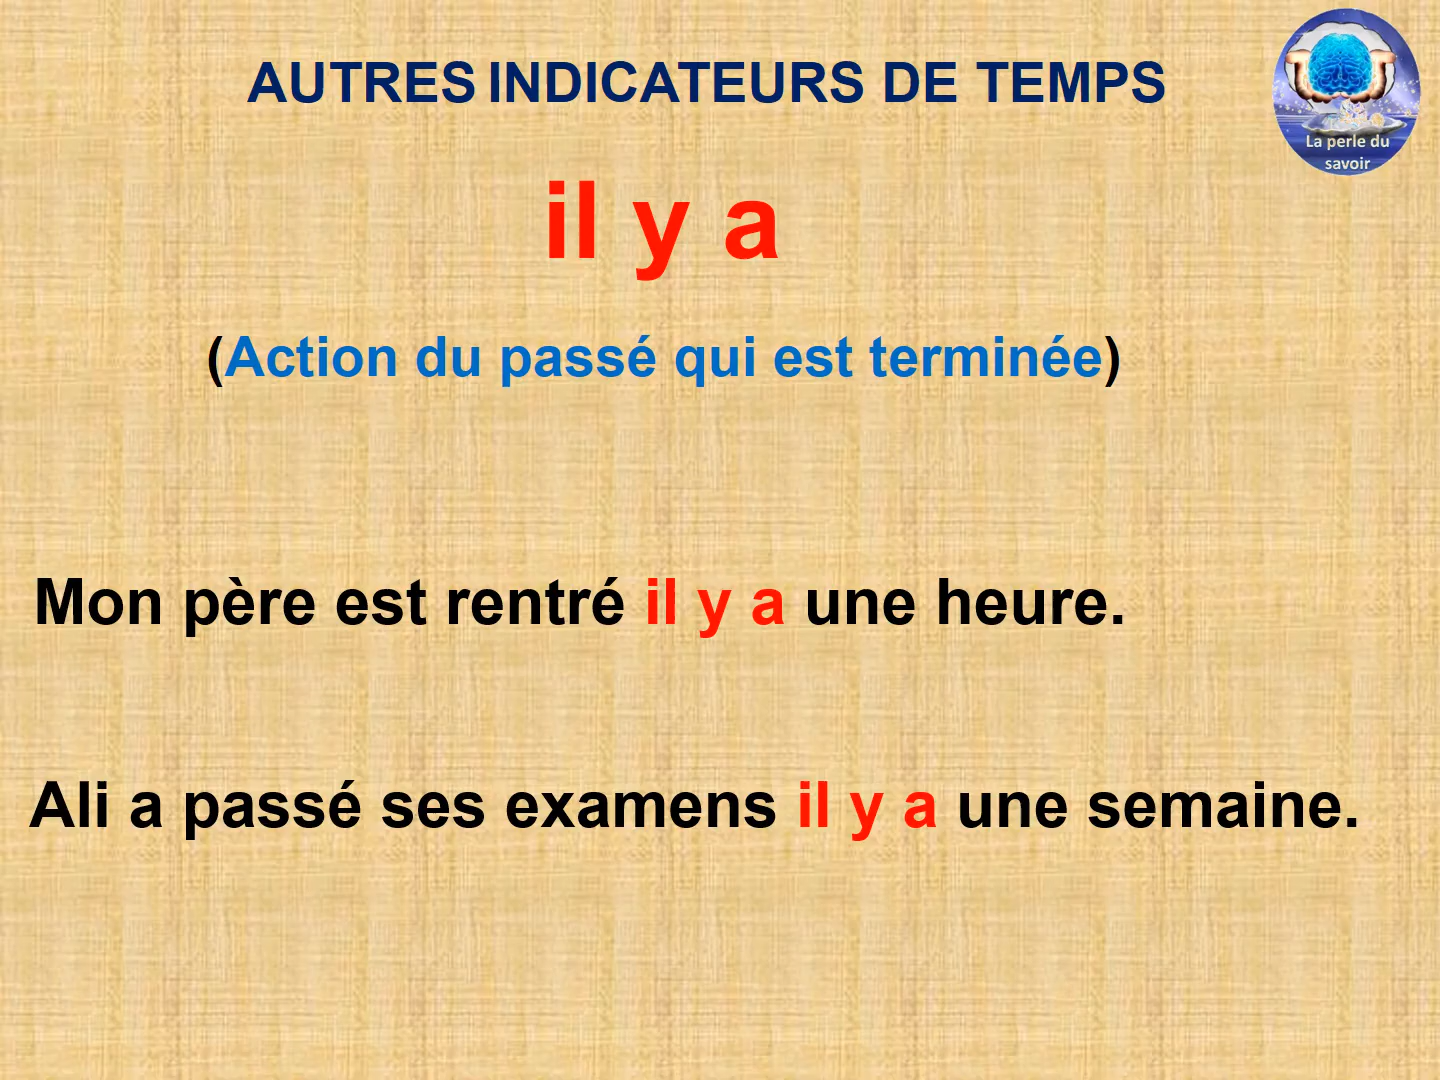 AUTRES INDICATEURS DE TEMPS
La perle du
savoir
il y a
(Action du passé qui est terminée)
Mon père est rentré il y a une heure.
Ali a passé ses examens il y a une semaine.